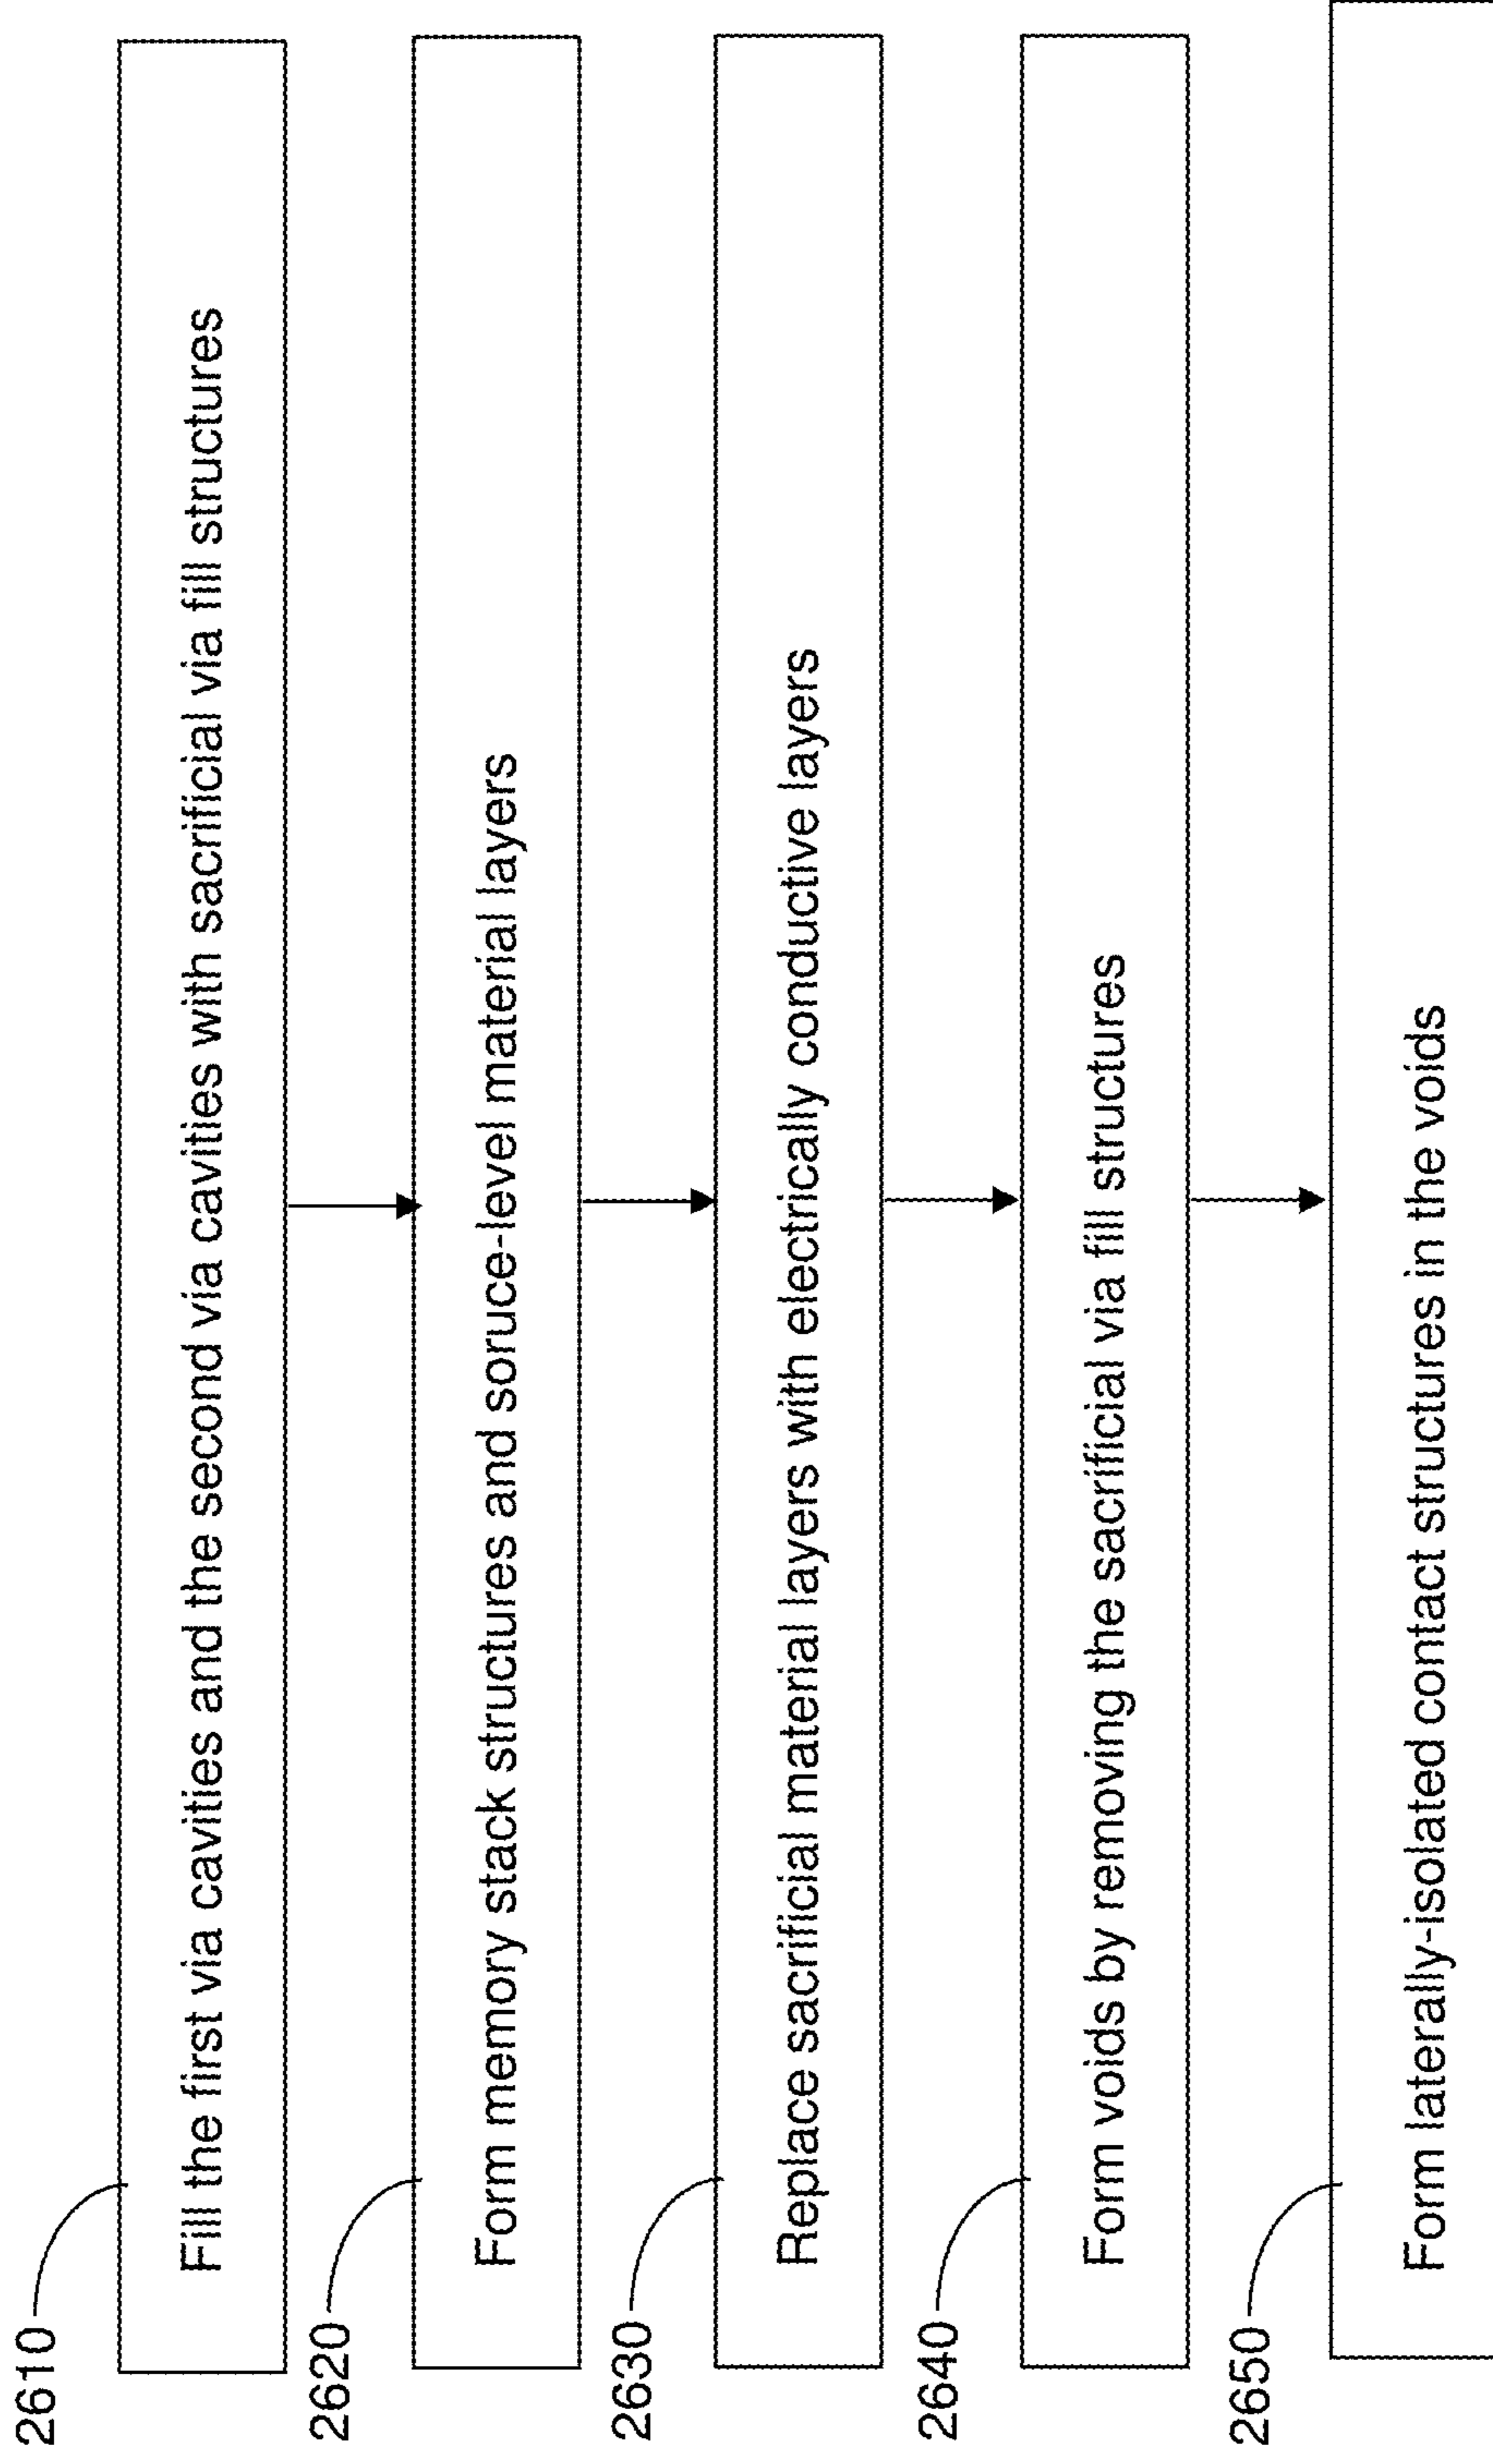 2610
Fill the first via cavities and the second via cavities with sacrificial via fill structures
2620
Form memory stack structures and soruce-level material layers
2630
Replace sacrificial material layers with electrically conductive layers
2640
Form voids by removing the sacrificial via fill structures
2650
Form laterally-isolated contact structures in the voids